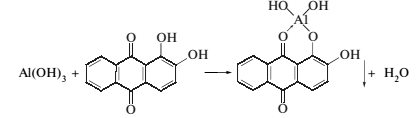 HO OH
Al
O OH O O
OH OH
Al(OH)₃ + + H₂O
O O